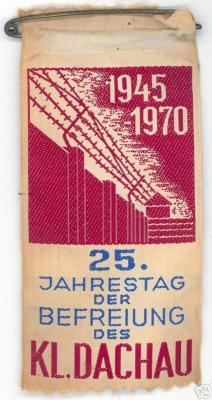 1945
1970
25.
JAHRESTAG
DER
BEFREIUNG
DES
KL.DACHAU